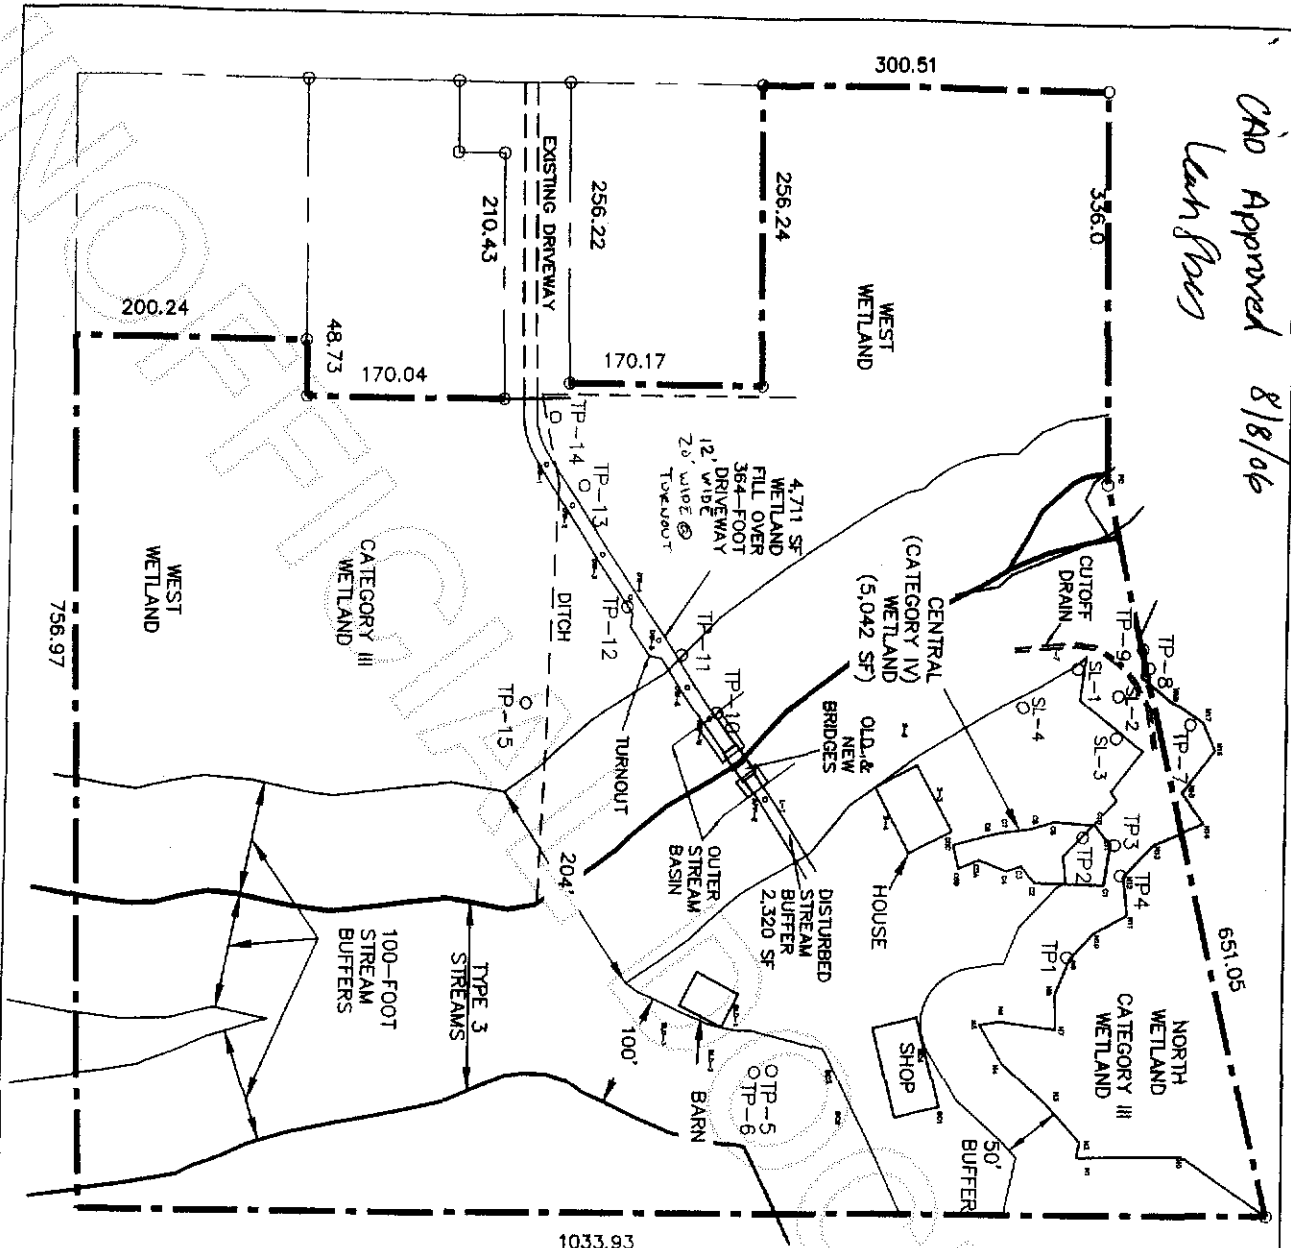 CAO Approved 8/8/06
300.51
336.0
256.24
256.22
210.43
EXISTING DRIVEWAY
200.24
48.73
170.04
170.17
WEST
WETLAND
4,711 SF
WETLAND
FILL OVER
364-FOOT
DRIVEWAY
12' WIDE
20' WIDE @
TURNOUT
TP-14
TP-13
TP-12
TP-11
TP-10
TP-15
DITCH
CATEGORY III
WETLAND
WEST
WETLAND
756.97
CENTRAL
(CATEGORY IV)
WETLAND
(5,042 SF)
CUTOFF
DRAIN
TP-9
TP-8
TP-7
SL-1
SL-2
SL-3
SL-4
OLD &
NEW
BRIDGES
TURNOUT
OUTER
STREAM
BASIN
DISTURBED
STREAM
BUFFER
2,320 SF
HOUSE
TP3
TP2
TP4
TP1
651.05
NORTH
WETLAND
CATEGORY III
WETLAND
SHOP
50'
BUFFER
204'
100'
BARN
TP-5
TP-6
TYPE 3
STREAMS
100-FOOT
STREAM
BUFFERS
1033.93
UNOFFICIAL DOC